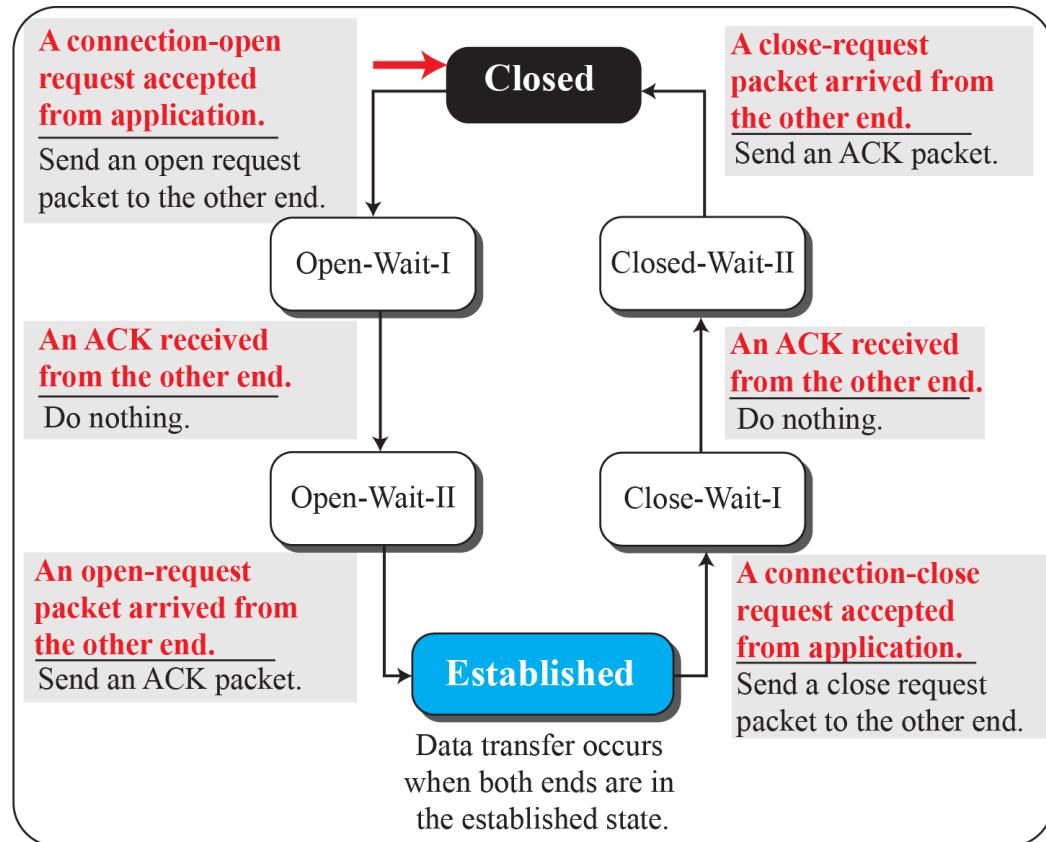 A connection-open
request accepted
from application.
Send an open request
packet to the other end.
Closed
A close-request
packet arrived from
the other end.
Send an ACK packet.
Open-Wait-I
Closed-Wait-II
An ACK received
from the other end.
Do nothing.
An ACK received
from the other end.
Do nothing.
Open-Wait-II
Close-Wait-I
An open-request
packet arrived from
the other end.
Send an ACK packet.
Established
Data transfer occurs
when both ends are in
the established state.
A connection-close
request accepted
from application.
Send a close request
packet to the other end.